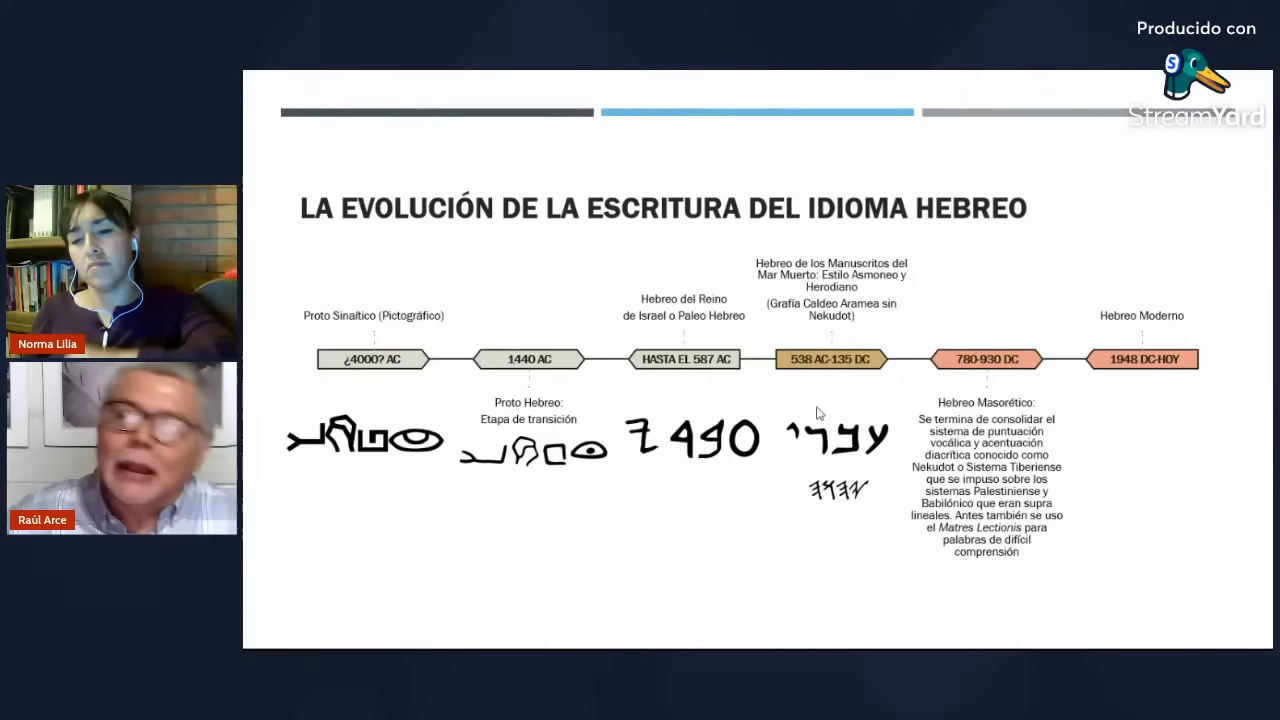 Producido con
StreamYard
LA EVOLUCIÓN DE LA ESCRITURA DEL IDIOMA HEBREO
Proto Sinaítico (Pictográfico)
¿4000? AC
1440 AC
Proto Hebreo:
Etapa de transición
Hebreo del Reino
de Israel o Paleo Hebreo
HASTA EL 587 AC
Hebreo de los Manuscritos del
Mar Muerto: Estilo Asmoneo y
Herodiano
(Grafía Caldeo Aramea sin
Nekudot)
538 AC-135 DC
עברי
𐤉𐤄𐤅𐤄
780-930 DC
Hebreo Masorético:
Se termina de consolidar el
sistema de puntuación
vocálica y acentuación
diacrítica conocido como
Nekudot o Sistema Tiberiense
que se impuso sobre los
sistemas Palestiniense y
Babilónico que eran supra
lineales. Antes también se uso
el Matres Lectionis para
palabras de difícil
comprensión
Hebreo Moderno
1948 DC-HOY
Norma Lilia
Raúl Arce